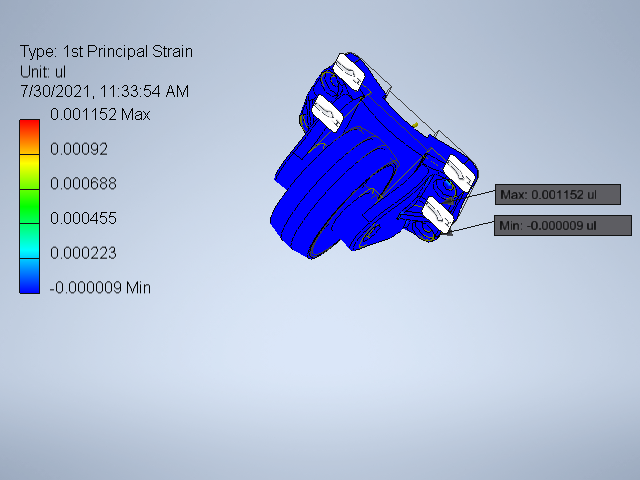 Type: 1st Principal Strain
Unit: ul
7/30/2021, 11:33:54 AM
0.001152 Max
0.00092
0.000688
0.000455
0.000223
-0.000009 Min
Max: 0.001152 ul
Min: -0.000009 ul